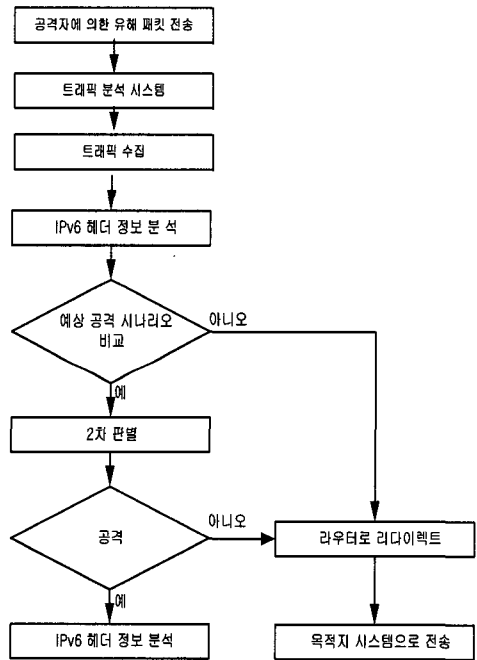 공격자에 의한 유해 패킷 전송
트래픽 분석 시스템
트래픽 수집
IPv6 헤더 정보 분 석
예상 공격 시나리오
비교
아니오
예
2차 판별
공격
아니오
라우터로 리다이렉트
예
IPv6 헤더 정보 분석
목적지 시스템으로 전송